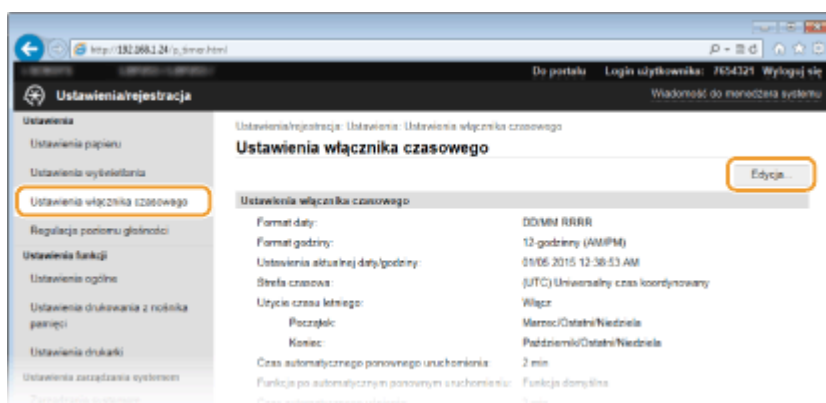 http://192.168.1.24/p_timer.html
Do portalu Login użytkownika: 7654321 Wyloguj się
Ustawienia/rejestracja
Wiadomość do menedżera systemu
Ustawienia
Ustawienia papieru
Ustawienia wyświetlania
Ustawienia włącznika czasowego
Regulacja poziomu głośności
Ustawienia funkcji
Ustawienia ogólne
Ustawienia drukowania z nośnika
pamięci
Ustawienia drukarki
Ustawienia zarządzania systemem
Ustawienia/rejestracja: Ustawienia: Ustawienia włącznika czasowego
Ustawienia włącznika czasowego
Edycja...
Ustawienia włącznika czasowego
Format daty: DD/MM RRRR
Format godziny: 12-godzinny (AM/PM)
Ustawienia aktualnej daty/godziny: 01/05 2015 12:38:53 AM
Strefa czasowa: (UTC) Uniwersalny czas koordynowany
Użycie czasu letniego: Włącz
Początek: Marzec/Ostatni/Niedziela
Koniec: Październik/Ostatni/Niedziela
Czas automatycznego ponownego uruchomienia: 2 min
Funkcja po automatycznym ponownym uruchomieniu: Funkcja domyślna